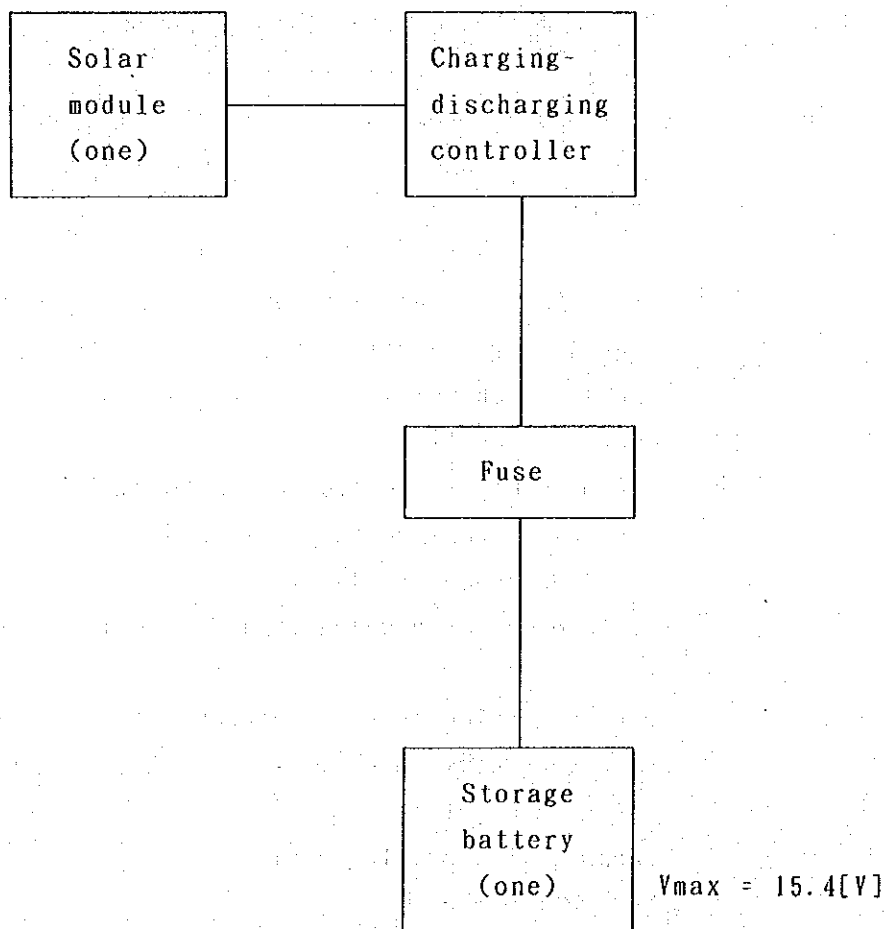 Solar
module
(one)
Charging-
discharging
controller
Fuse
Storage
battery
(one)
Vmax = 15.4[V]